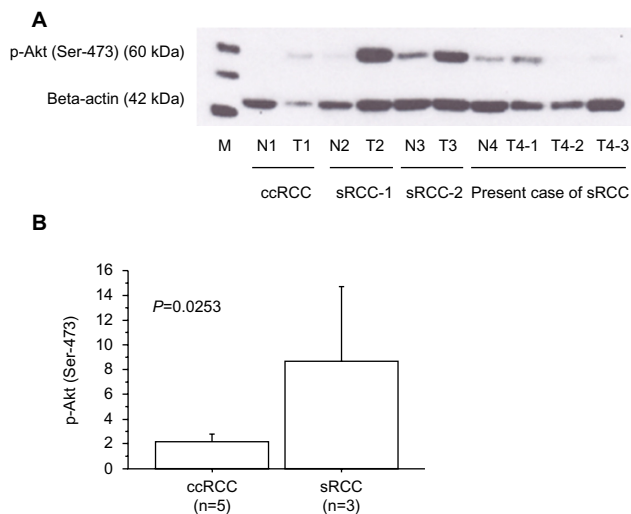 A
p-Akt (Ser-473) (60 kDa)
Beta-actin (42 kDa)
M N1 T1 N2 T2 N3 T3 N4 T4-1 T4-2 T4-3
ccRCC sRCC-1 sRCC-2 Present case of sRCC
B
p-Akt (Ser-473)
16
14
12
10
8
6
4
2
0
P=0.0253
ccRCC sRCC
(n=5) (n=3)